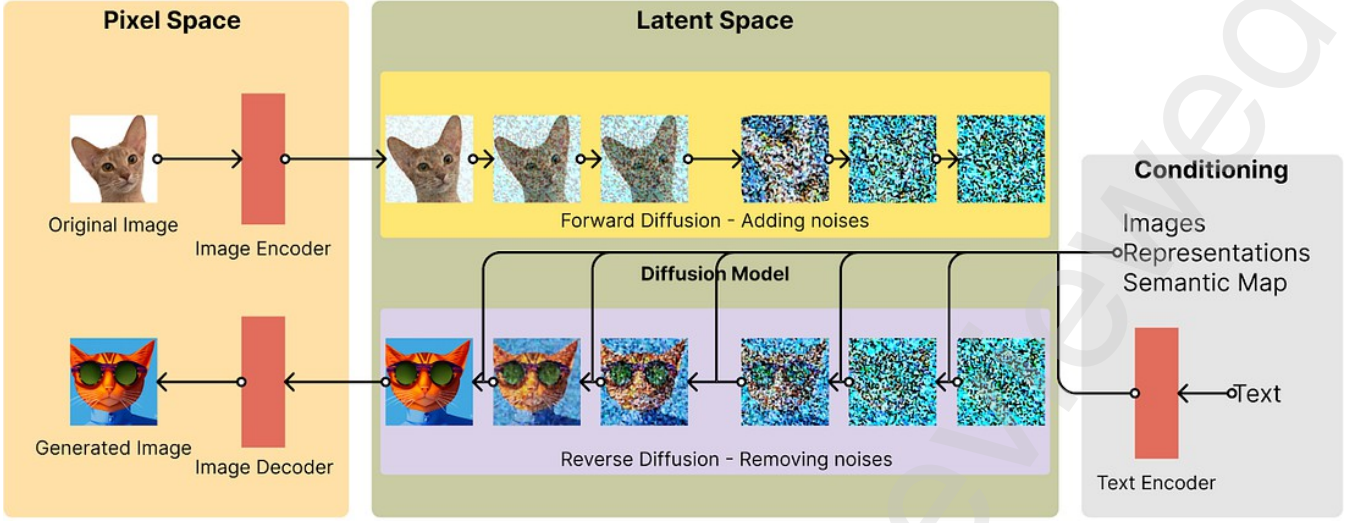 Pixel Space
Original Image
Image Encoder
Generated Image
Image Decoder
Latent Space
Forward Diffusion - Adding noises
Diffusion Model
Reverse Diffusion - Removing noises
Conditioning
Images
Representations
Semantic Map
Text
Text Encoder
ewed